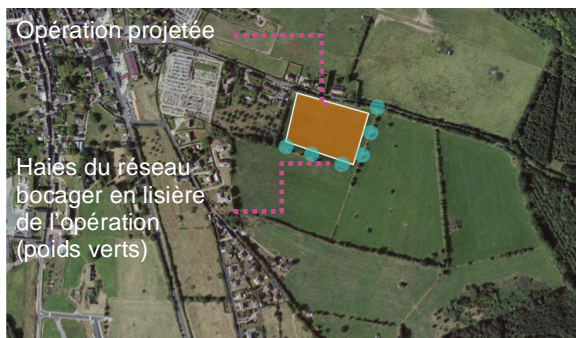 Opération projetée
Haies du réseau
bocager en lisière
de l'opération
(poids verts)